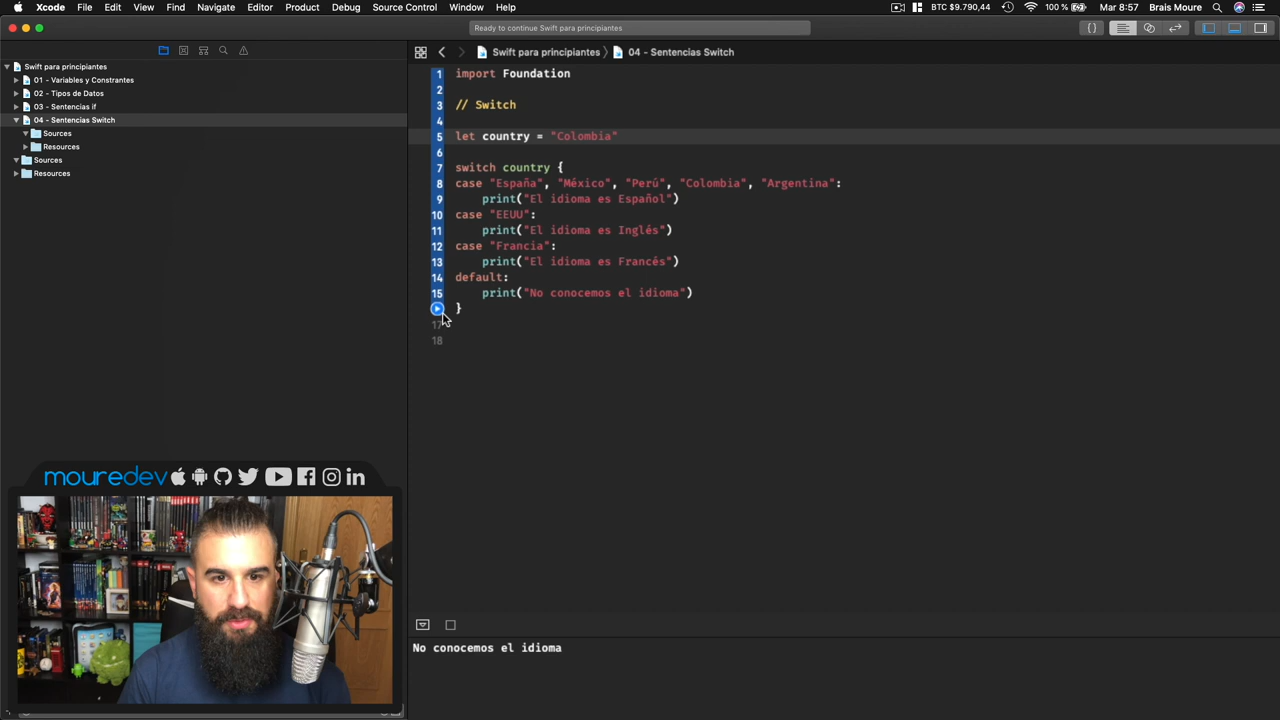 Xcode File Edit View Find Navigate Editor Product Debug Source Control Window Help BTC $9.790,44 100% Mar 8:57 Brais Moure
Ready to continue Swift para principiantes
Swift para principiantes
01 - Variables y Constrantes
02 - Tipos de Datos
03 - Sentencias if
04 - Sentencias Switch
Sources
Resources
Sources
Resources
Swift para principiantes 04 - Sentencias Switch
1 import Foundation
2
3 // Switch
4
5 let country = "Colombia"
6
7 switch country {
8 case "España", "México", "Perú", "Colombia", "Argentina":
9 print("El idioma es Español")
10 case "EEUU":
11 print("El idioma es Inglés")
12 case "Francia":
13 print("El idioma es Francés")
14 default:
15 print("No conocemos el idioma")
}
17
18
No conocemos el idioma
mouredev